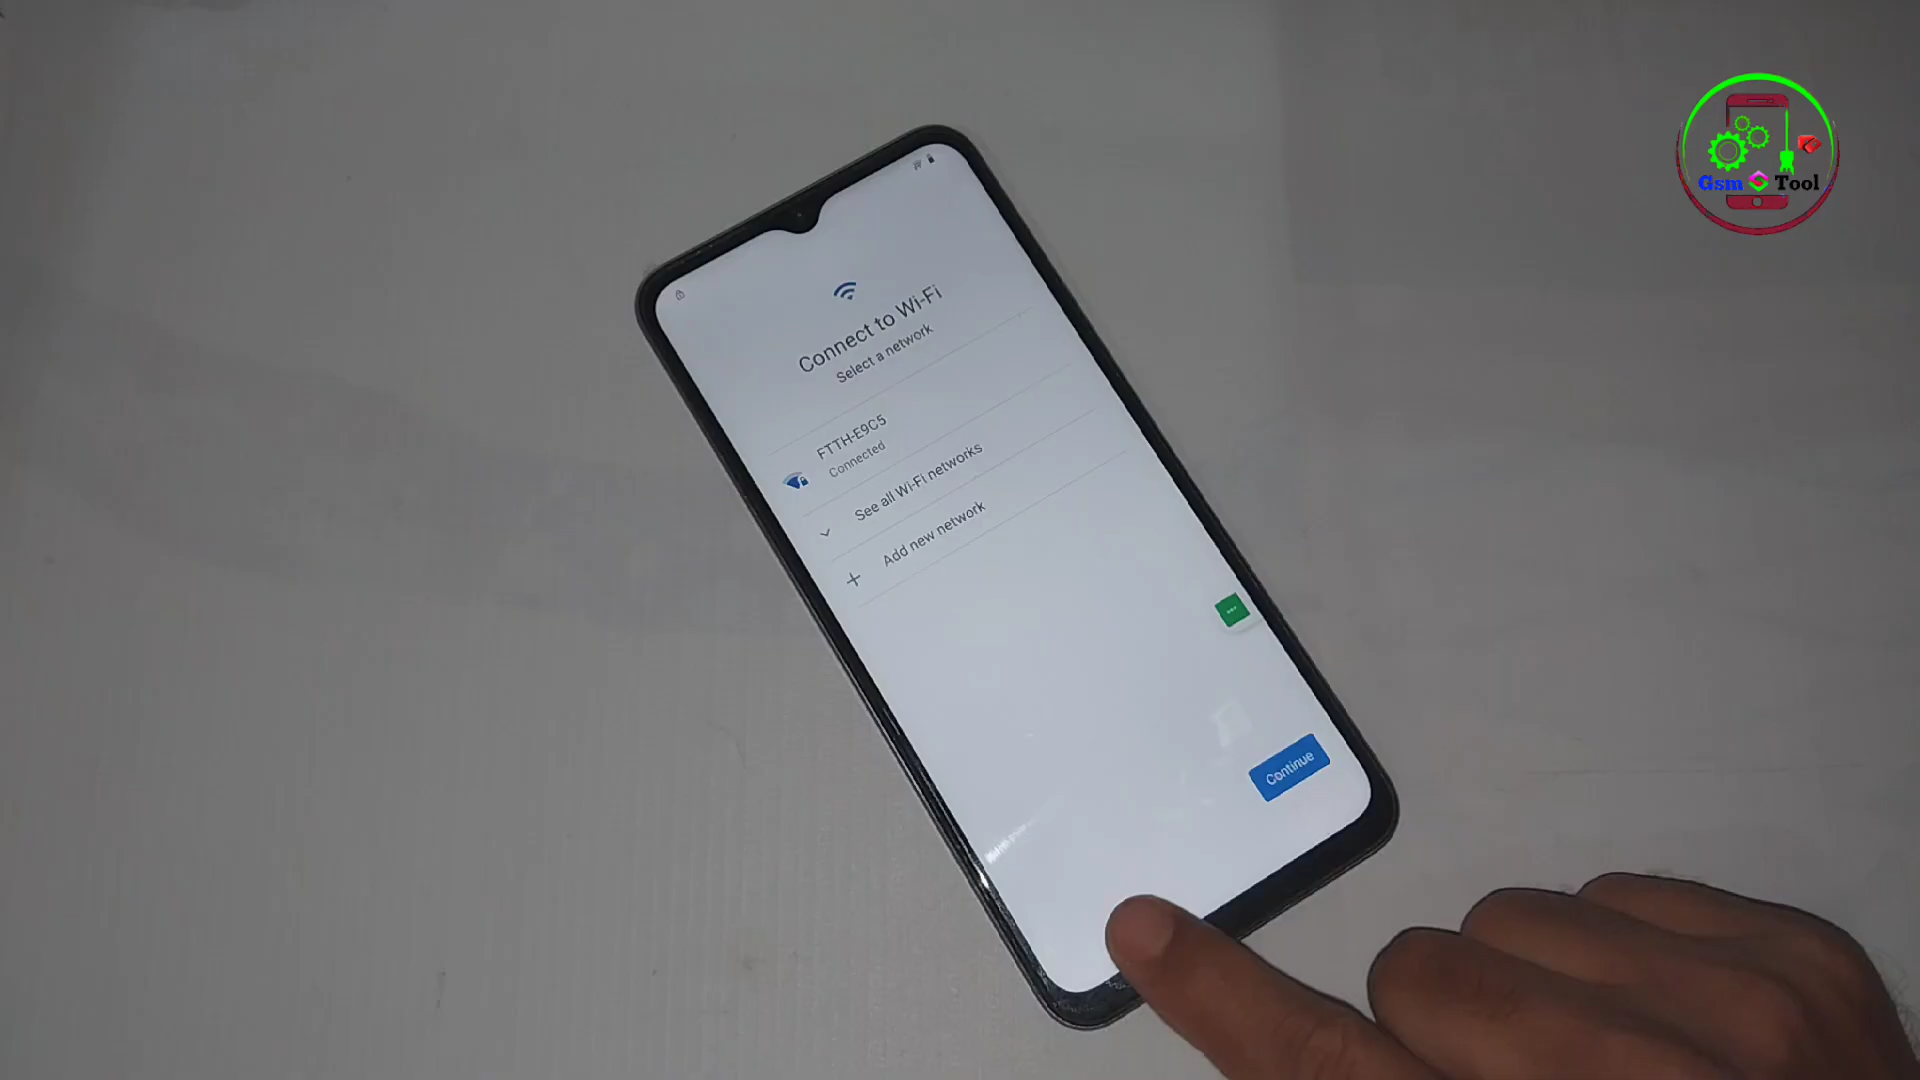 Gsm Tool
Connect to Wi-Fi
Select a network
FTTH-E9C5
Connected
See all Wi-Fi networks
Add new network
Continue